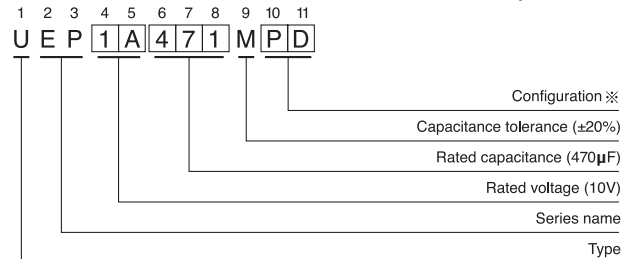 1 2 3 4 5 6 7 8 9 10 11
U E P 1 A 4 7 1 M P D
Configuration ※
Capacitance tolerance (±20%)
Rated capacitance (470µF)
Rated voltage (10V)
Series name
Type